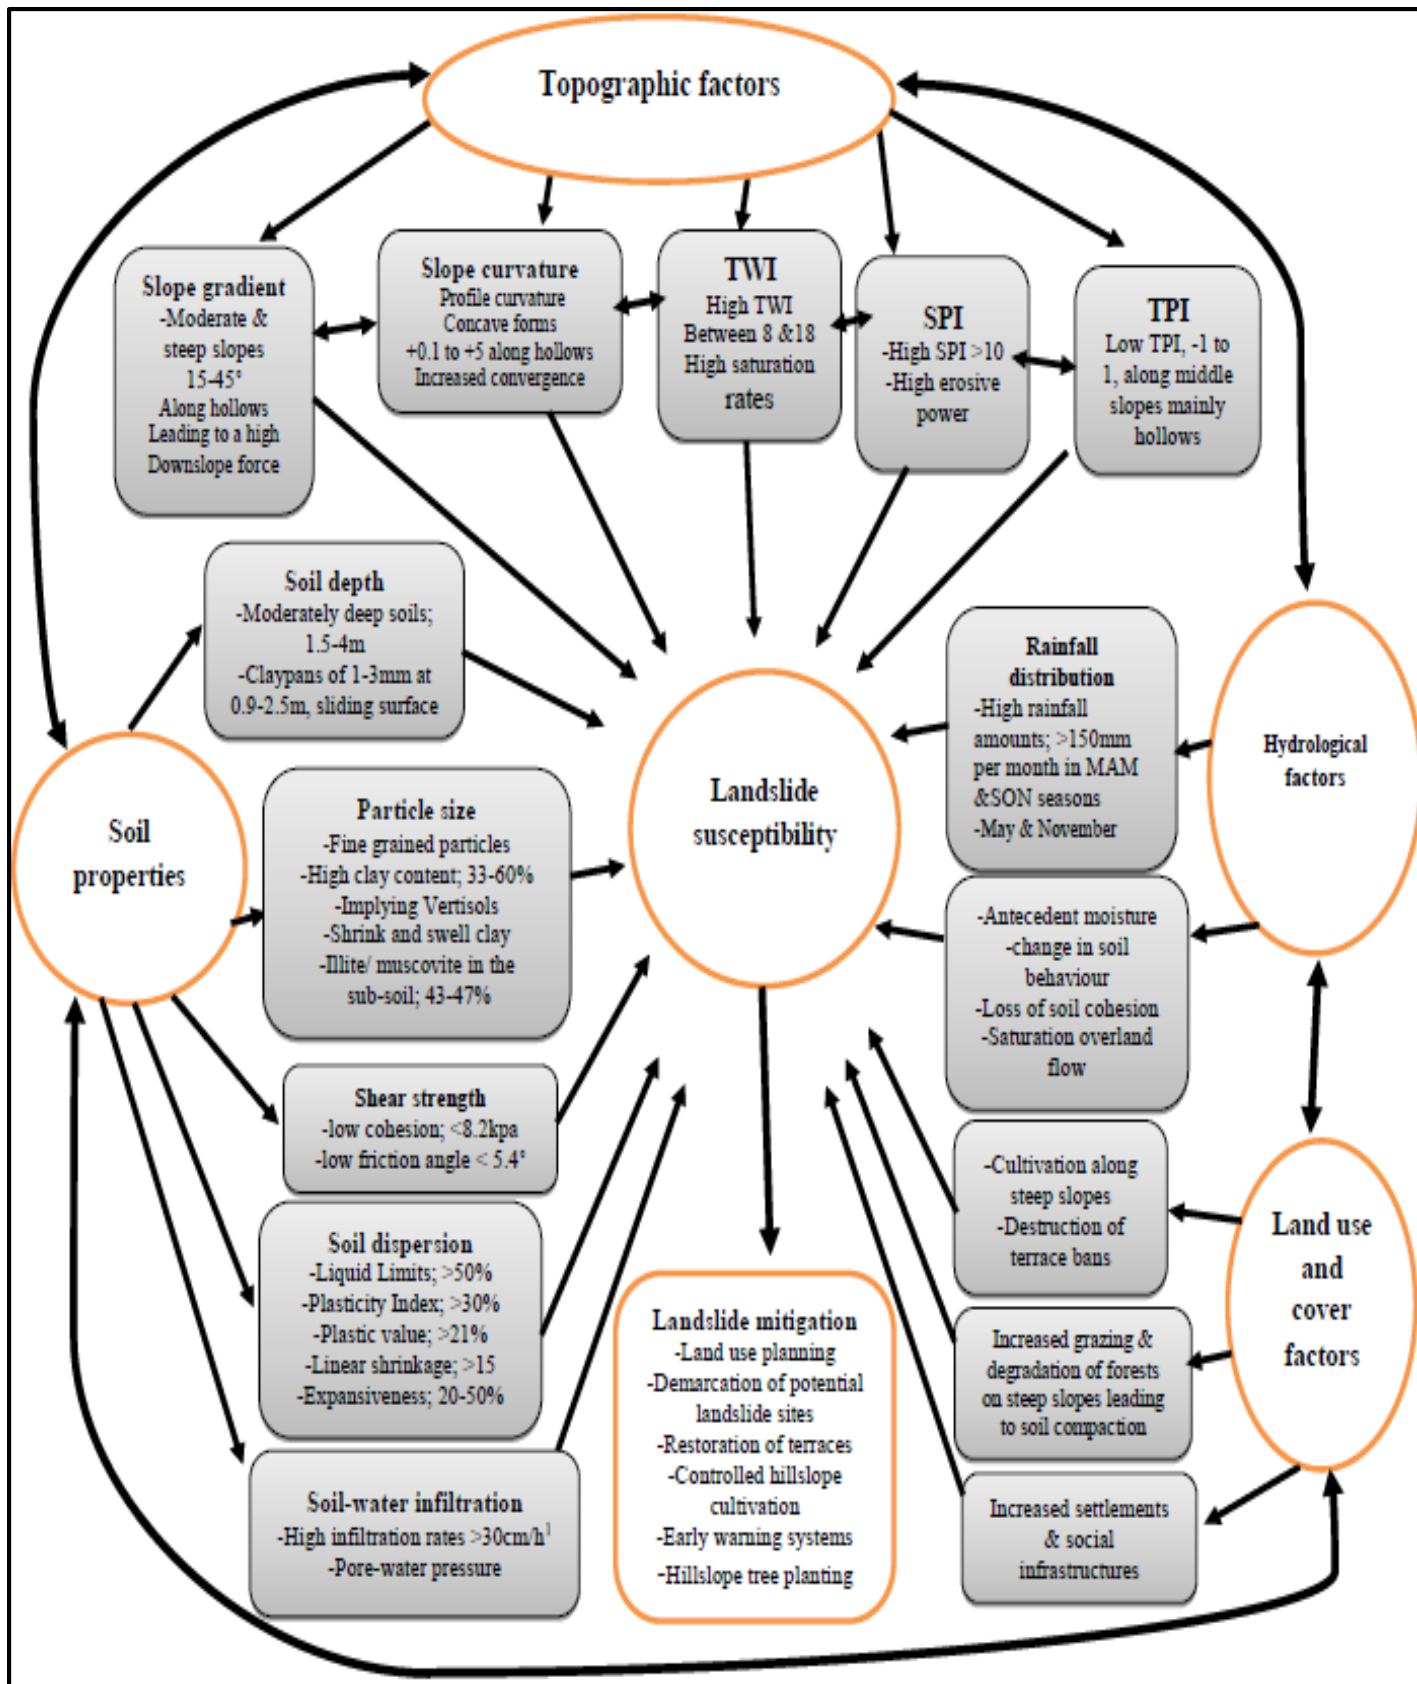 Topographic factors
Slope gradient
-Moderate &
steep slopes
15-45°
Along hollows
Leading to a high
Downslope force
Slope curvature
Profile curvature
Concave forms
+0.1 to +5 along hollows
Increased convergence
TWI
High TWI
Between 8 &18
High saturation
rates
SPI
-High SPI >10
-High erosive
power
TPI
Low TPI, -1 to
1, along middle
slopes mainly
hollows
Soil depth
-Moderately deep soils;
1.5-4m
-Claypans of 1-3mm at
0.9-2.5m, sliding surface
Soil
properties
Particle size
-Fine grained particles
-High clay content; 33-60%
-Implying Vertisols
-Shrink and swell clay
-Illite/ muscovite in the
sub-soil; 43-47%
Shear strength
-low cohesion; <8.2kpa
-low friction angle < 5.4°
Soil dispersion
-Liquid Limits; >50%
-Plasticity Index; >30%
-Plastic value; >21%
-Linear shrinkage; >15
-Expansiveness; 20-50%
Soil-water infiltration
-High infiltration rates >30cm/h¹
-Pore-water pressure
Landslide
susceptibility
Landslide mitigation
-Land use planning
-Demarcation of potential
landslide sites
-Restoration of terraces
-Controlled hillslope
cultivation
-Early warning systems
-Hillslope tree planting
Rainfall
distribution
-High rainfall
amounts; >150mm
per month in MAM
&SON seasons
-May & November
Hydrological
factors
-Antecedent moisture
-change in soil
behaviour
-Loss of soil cohesion
-Saturation overland
flow
-Cultivation along
steep slopes
-Destruction of
terrace bans
Land use
and
cover
factors
Increased grazing &
degradation of forests
on steep slopes leading
to soil compaction
Increased settlements
& social
infrastructures